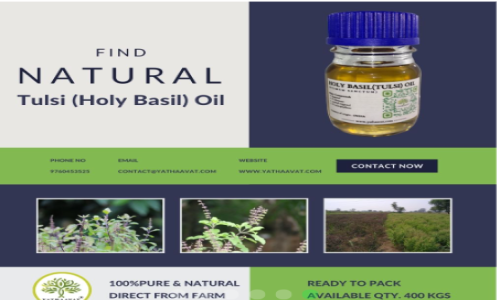 FIND
NATURAL
Tulsi (Holy Basil) Oil
HOLY BASIL(TULSI) OIL
PHONE NO
EMAIL
CONTACT@YATHAAVAT.COM
WEBSITE
WWW.YATHAAVAT.COM
CONTACT NOW
100%PURE & NATURAL
DIRECT FROM FARM
READY TO PACK
AVAILABLE QTY. 400 KGS